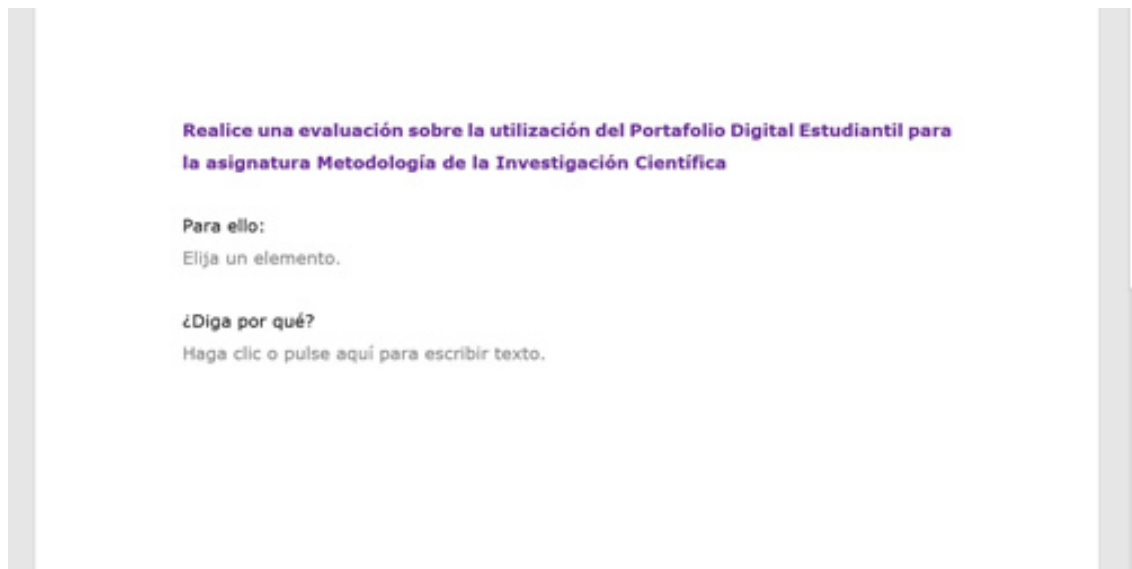 Realice una evaluación sobre la utilización del Portafolio Digital Estudiantil para
la asignatura Metodología de la Investigación Científica
Para ello:
Elija un elemento.
¿Diga por qué?
Haga clic o pulse aquí para escribir texto.